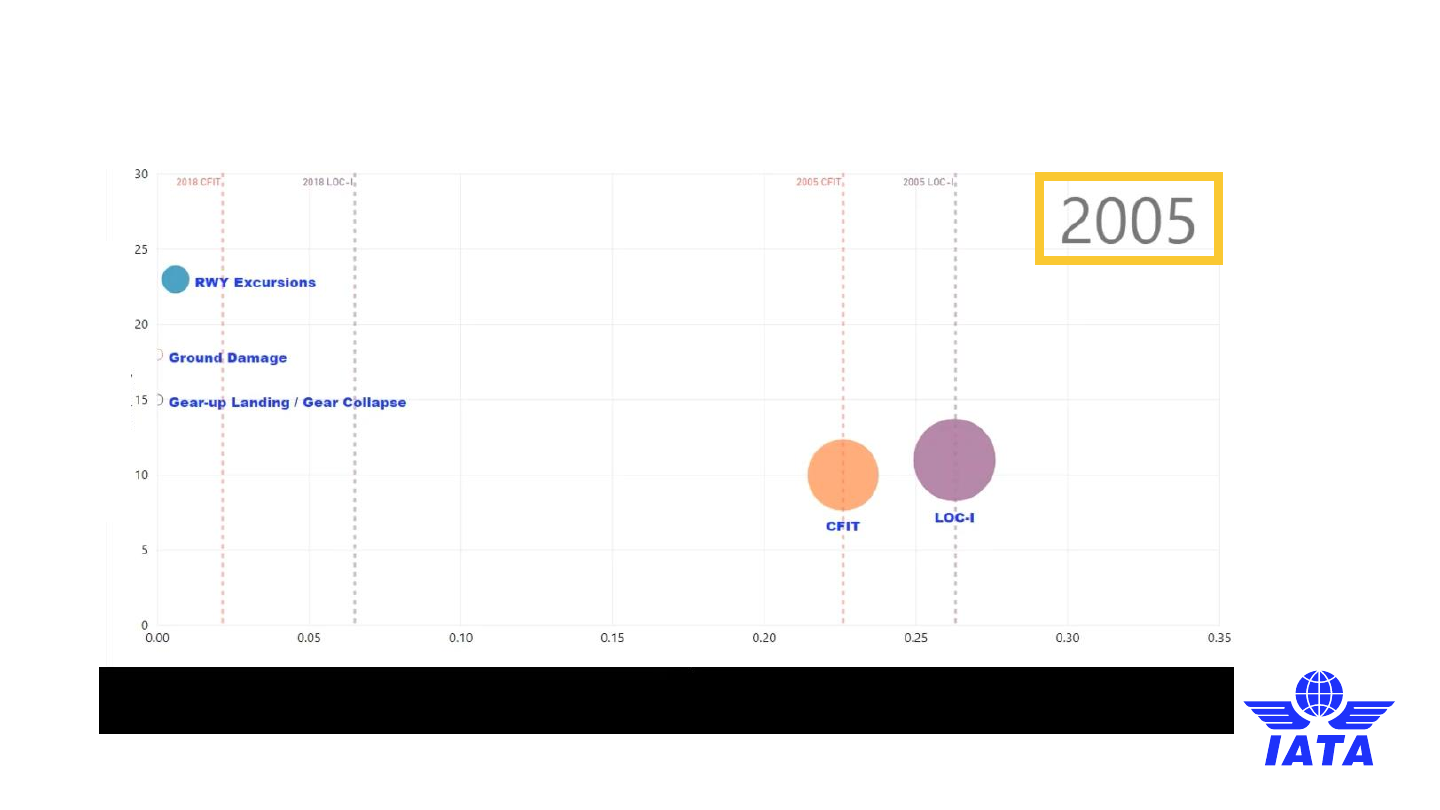 30
2018 CFIT
2018 LOC-I
2005 CFIT
2005 LOC-I
2005
25
RWY Excursions
20
Ground Damage
15
Gear-up Landing / Gear Collapse
10
CFIT
LOC-I
5
0
0.00
0.05
0.10
0.15
0.20
0.25
0.30
0.35
IATA